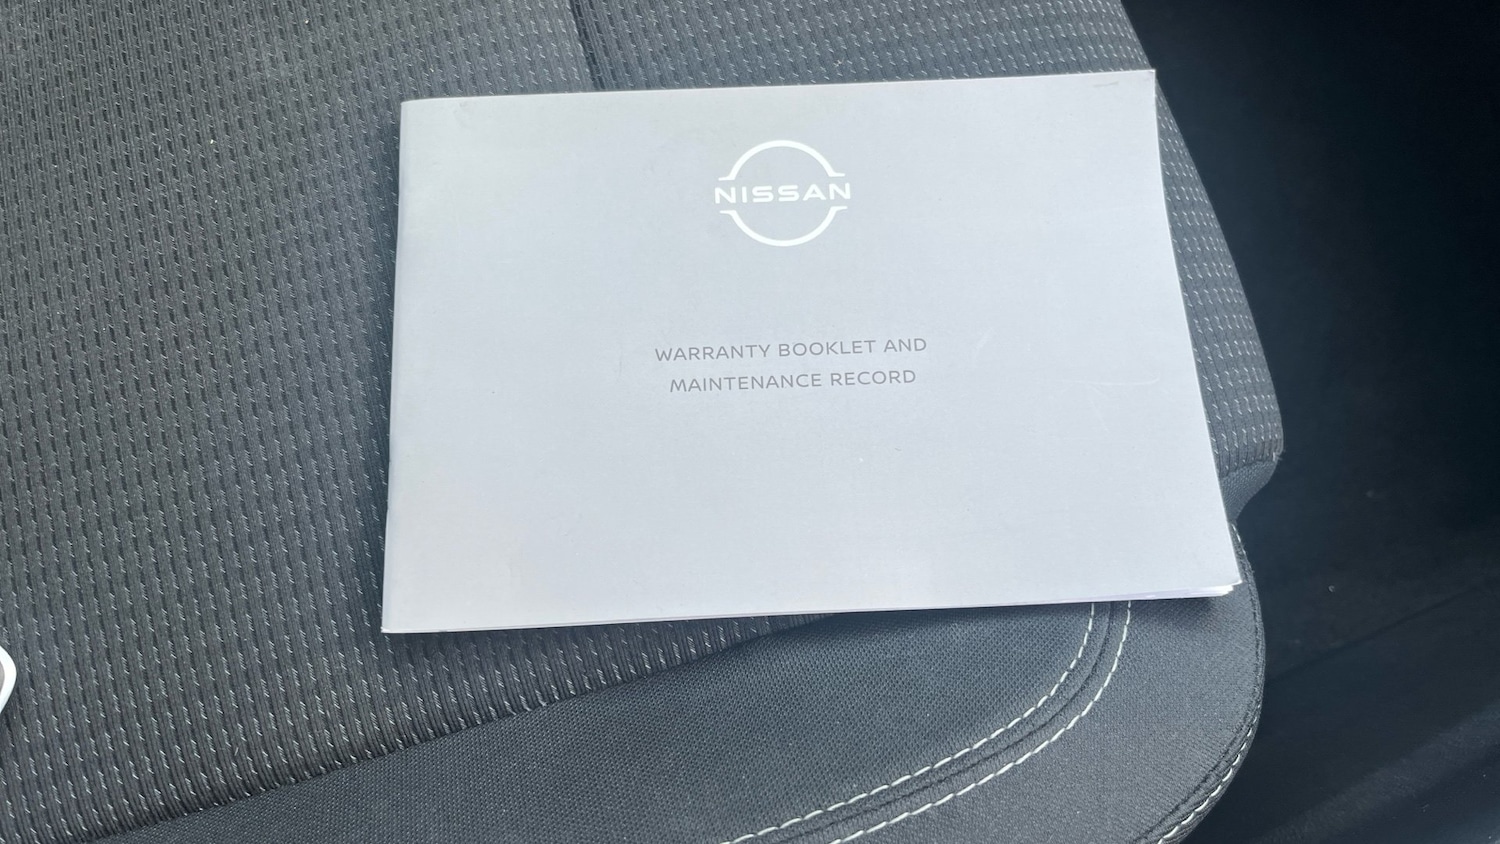 NISSAN
WARRANTY BOOKLET AND
MAINTENANCE RECORD